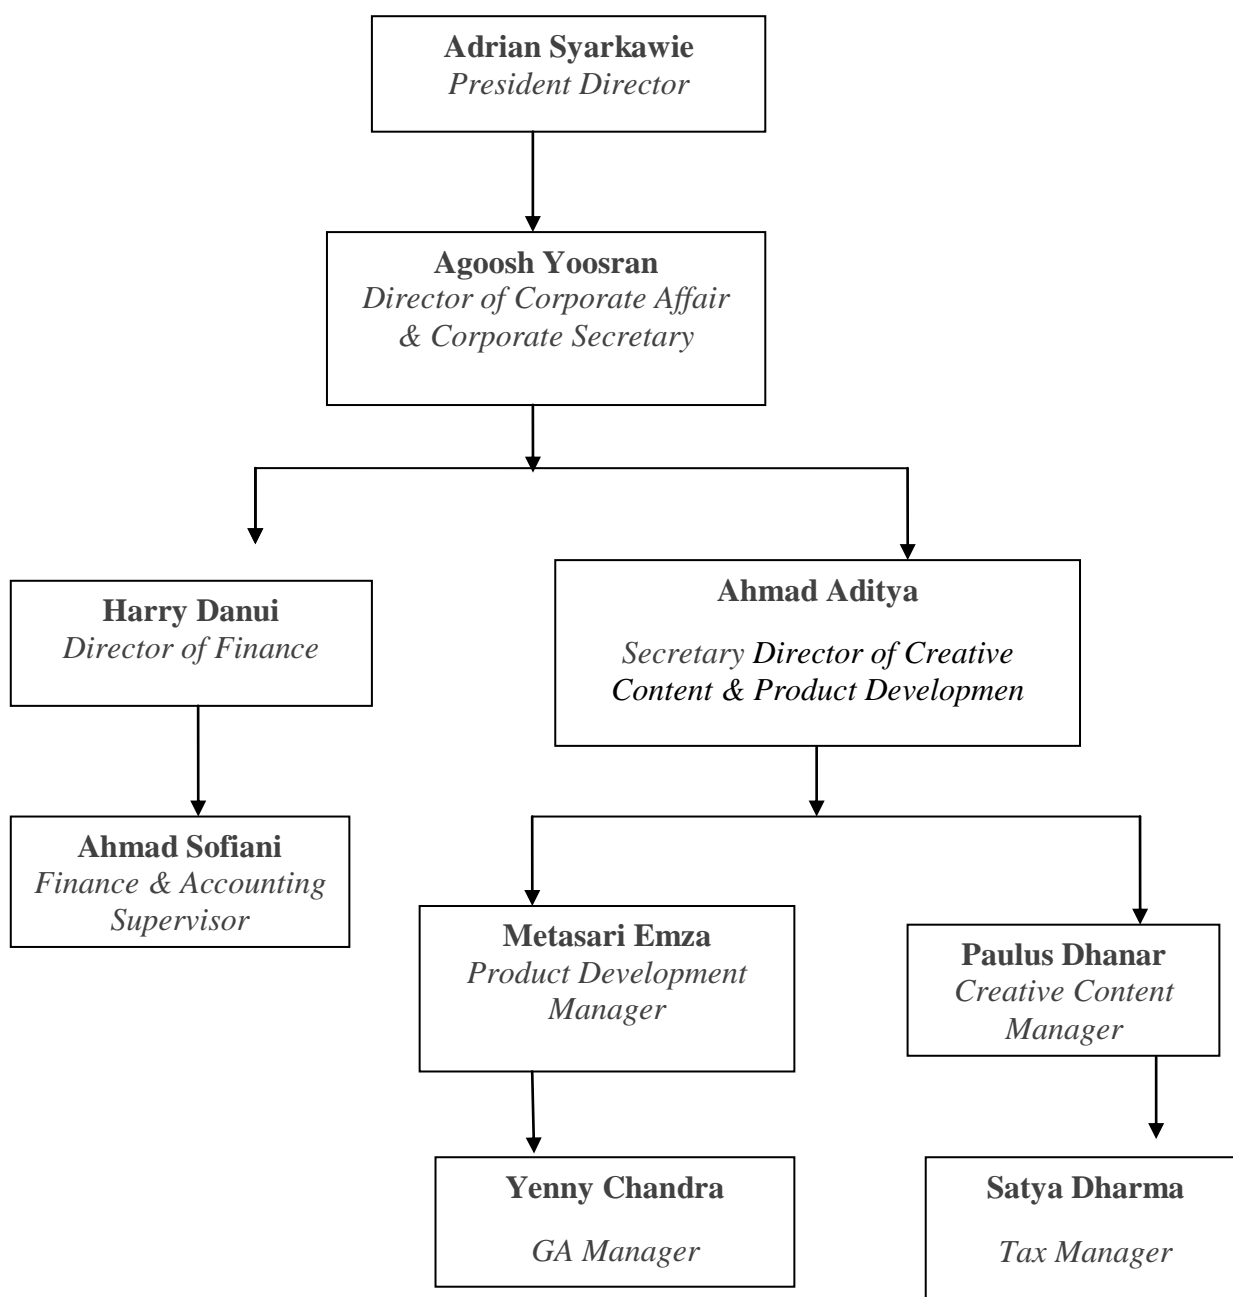 Adrian Syarkawie
President Director
Agoosh Yoosran
Director of Corporate Affair
& Corporate Secretary
Harry Danui
Director of Finance
Ahmad Aditya
Secretary Director of Creative
Content & Product Developmen
Ahmad Sofiani
Finance & Accounting
Supervisor
Metasari Emza
Product Development
Manager
Paulus Dhanar
Creative Content
Manager
Yenny Chandra
GA Manager
Satya Dharma
Tax Manager